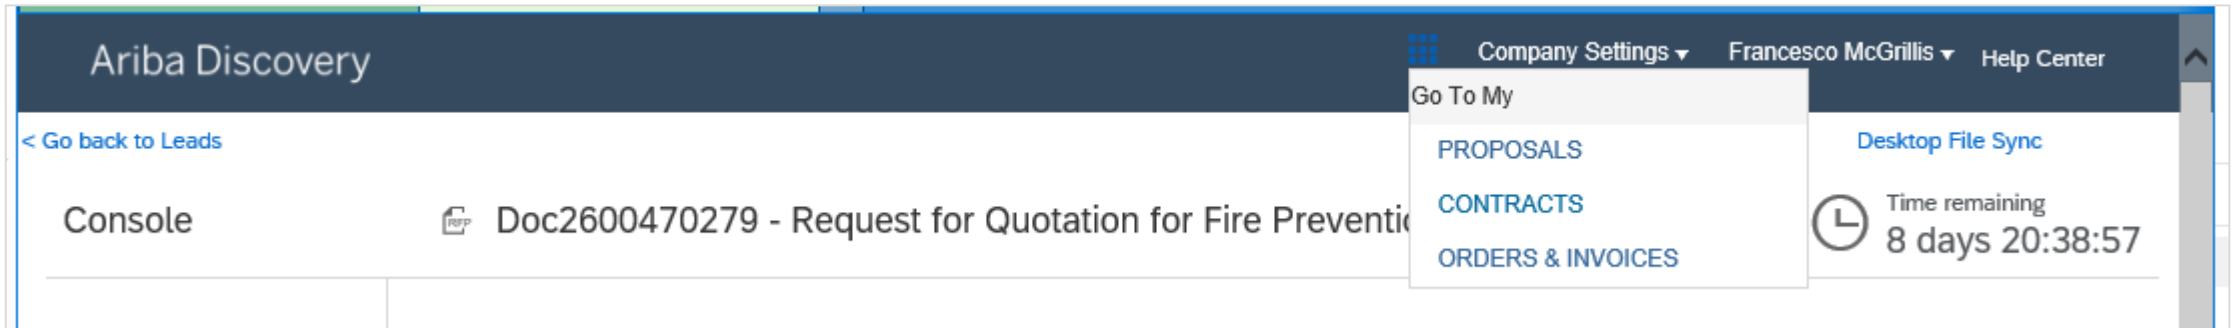 Ariba Discovery
Company Settings
Francesco McGrillis
Help Center
Go To My
PROPOSALS
CONTRACTS
ORDERS & INVOICES
< Go back to Leads
Desktop File Sync
Console
RFP
Doc2600470279 - Request for Quotation for Fire
Time remaining
8 days 20:38:57